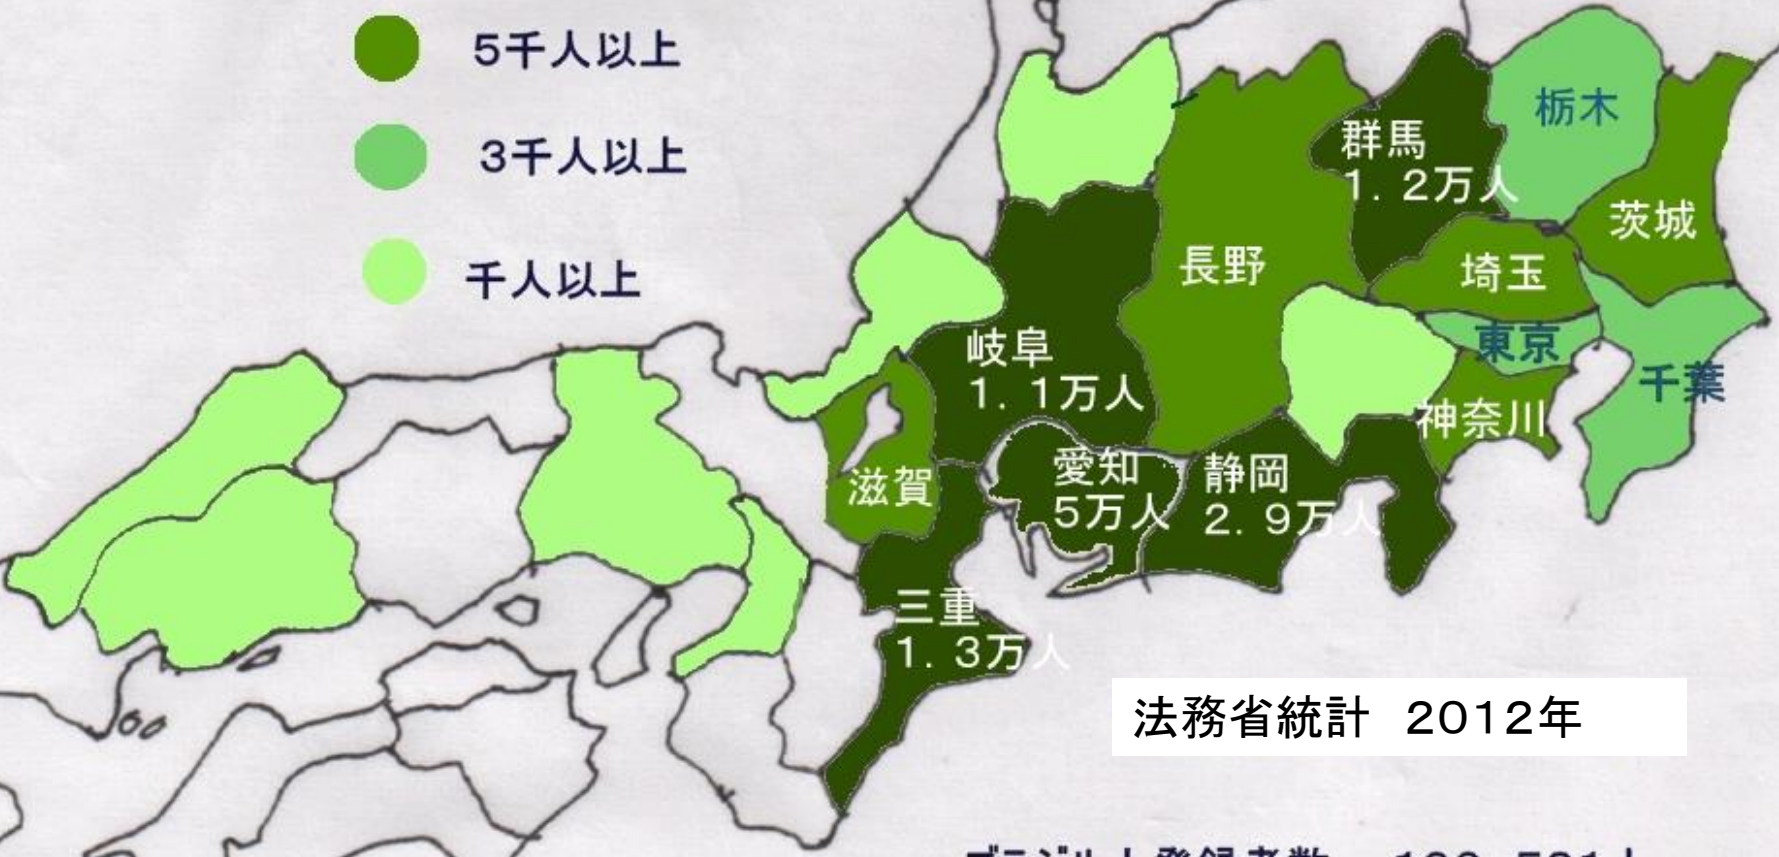 5千人以上
3千人以上
千人以上
栃木
群馬
1.2万人
茨城
長野
埼玉
岐阜
1.1万人
東京
千葉
神奈川
滋賀
愛知
5万人
静岡
2.9万人
三重
1.3万人
法務省統計 2012年